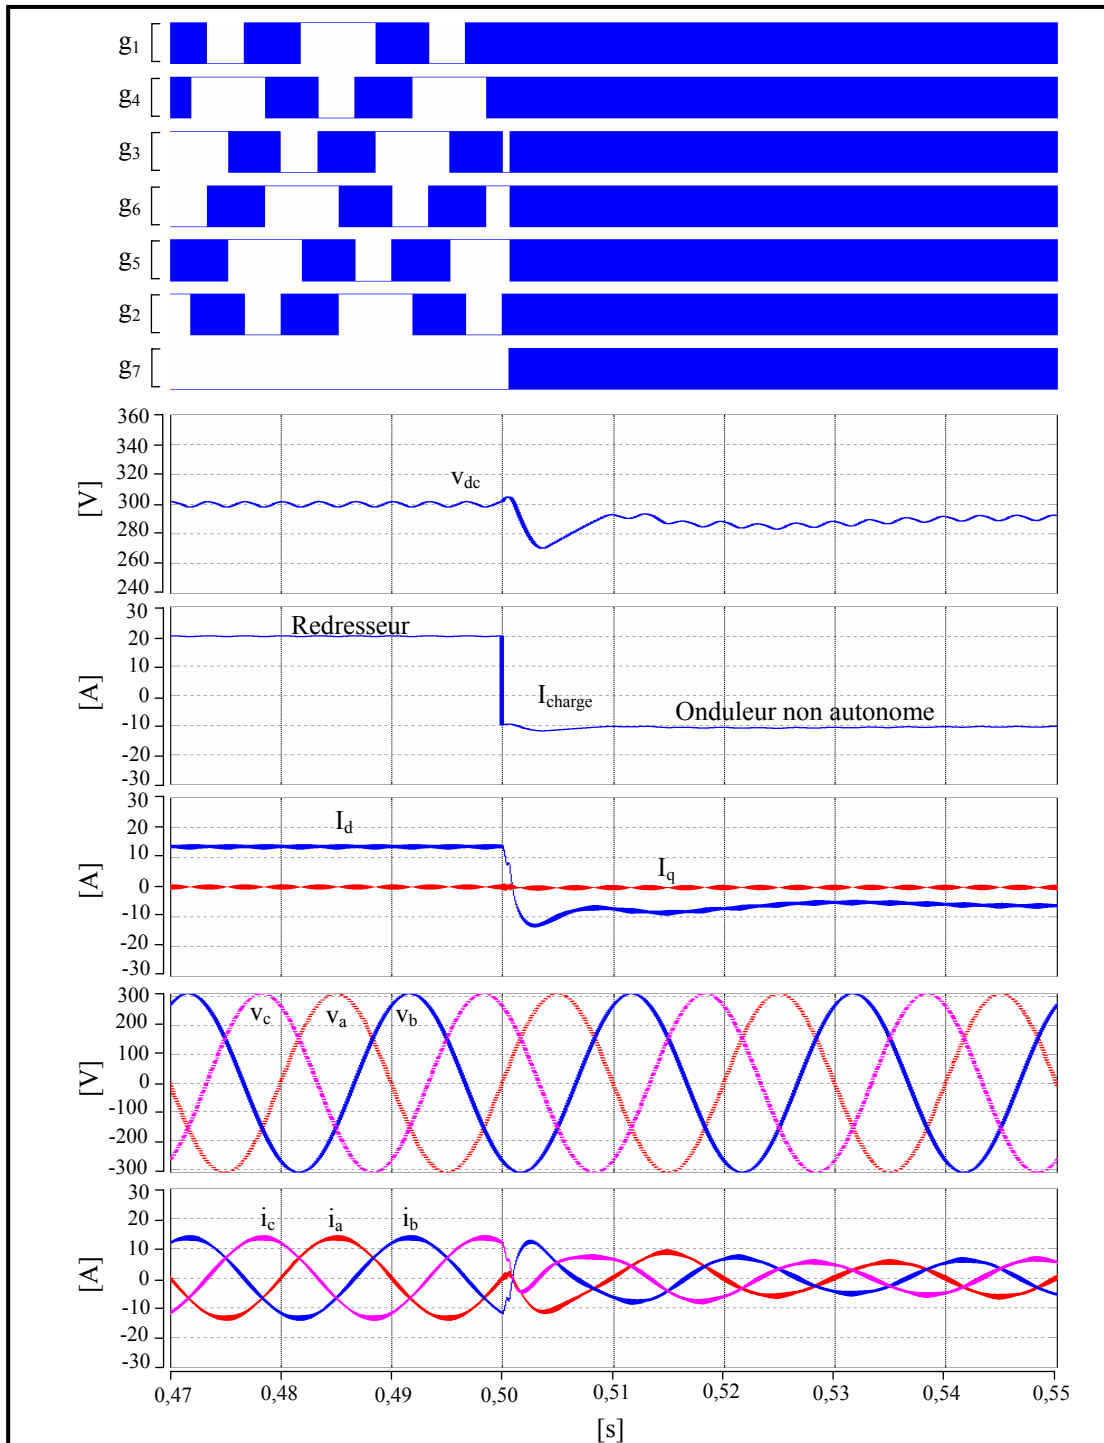 g1
g4
g3
g6
g5
g2
g7
360
340
320
300
280
260
240
[V]
vdc
30
20
10
0
-10
-20
-30
[A]
Redresseur
Icharge
Onduleur non autonome
30
20
10
0
-10
-20
-30
[A]
Id
Iq
300
200
100
0
-100
-200
-300
[V]
vc va vb
30
20
10
0
-10
-20
-30
[A]
ic ia ib
0,47 0,48 0,49 0,50 0,51 0,52 0,53 0,54 0,55
[s]